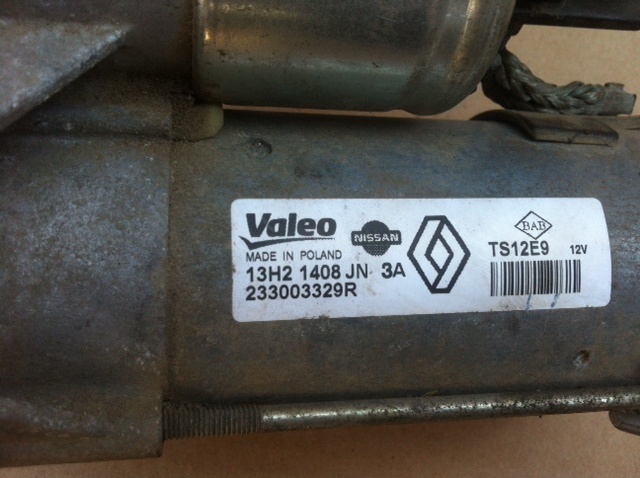 Valeo
NISSAN
MADE IN POLAND
13H2 1408 JN 3A
233003329R
BAB
TS12E9 12V